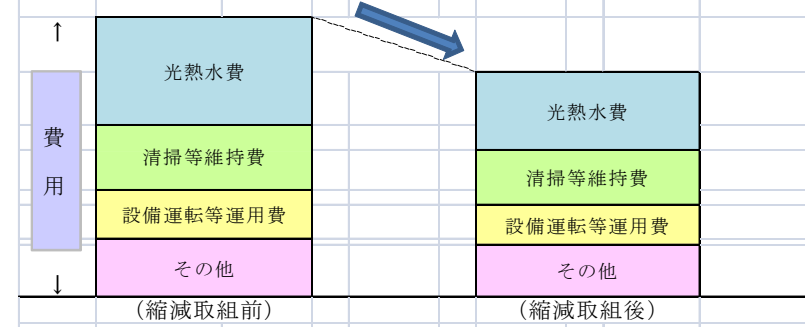 ↑
費
用
↓
光熱水費
清掃等維持費
設備運転等運用費
その他
(縮減取組前)
光熱水費
清掃等維持費
設備運転等運用費
その他
(縮減取組後)